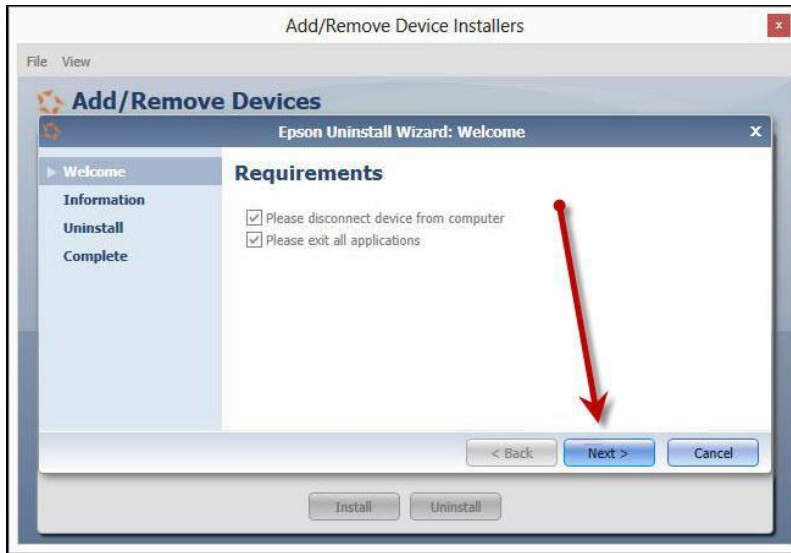 Add/Remove Device Installers
x
File View
Add/Remove Devices
Epson Uninstall Wizard: Welcome
X
Welcome
Information
Uninstall
Complete
Requirements
Please disconnect device from computer
Please exit all applications
< Back Next > Cancel
Install Uninstall